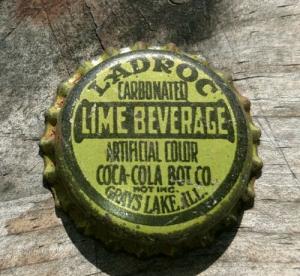 LADROC
CARBONATED
LIME BEVERAGE
ARTIFICIAL COLOR
COCA-COLA BOT. CO.
NOT INC.
GRAYS LAKE, ILL.